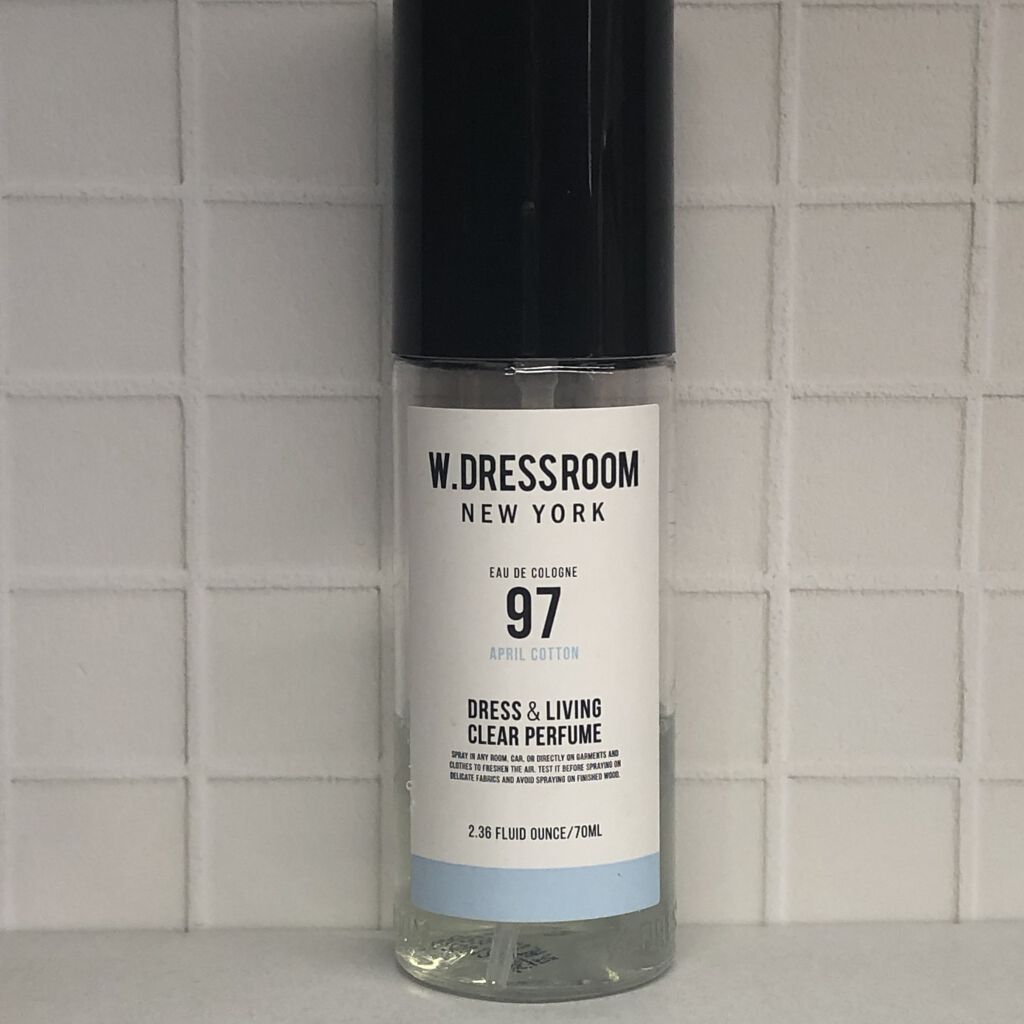 W.DRESSROOM
NEW YORK
EAU DE COLOGNE
97
APRIL COTTON
DRESS & LIVING
CLEAR PERFUME
SPRAY IN ANY ROOM, CAR, OR DIRECTLY ON GARMENTS AND
CLOTHES TO FRESHEN THE AIR. TEST IT BEFORE SPRAYING ON
DELICATE FABRICS AND AVOID SPRAYING ON FINISHED WOOD.
2.36 FLUID OUNCE/70ML